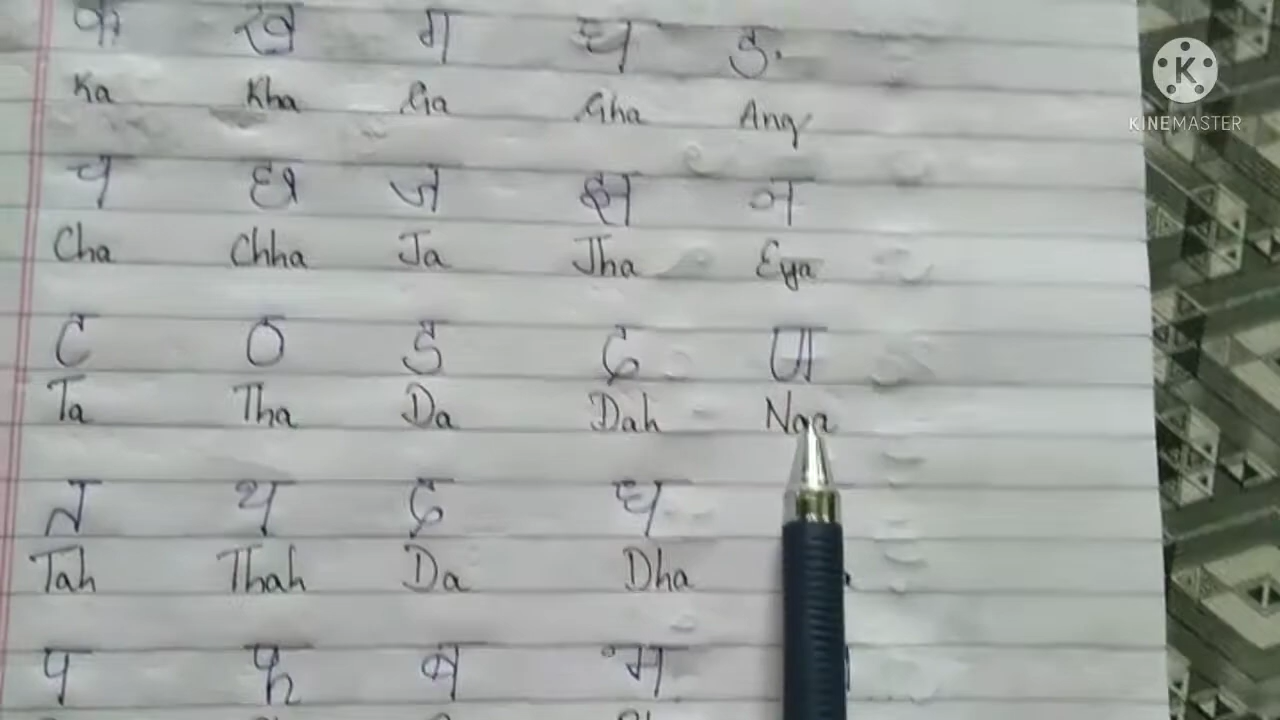 क ख ग घ ङ
Ka Kha Ga Gha Ang
च छ ज झ ञ
Cha Chha Ja Jha Eya
ट ठ ड ढ ण
Ta Tha Da Dah Naa
त थ द ध
Tah Thah Da Dha
प फ ब भ
KINEMASTER